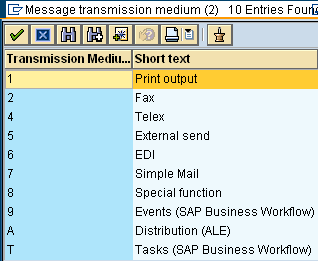 Message transmission medium (2) 10 Entries Foun
Transmission Mediu... Short text
1 Print output
2 Fax
4 Telex
5 External send
6 EDI
7 Simple Mail
8 Special function
9 Events (SAP Business Workflow)
A Distribution (ALE)
T Tasks (SAP Business Workflow)